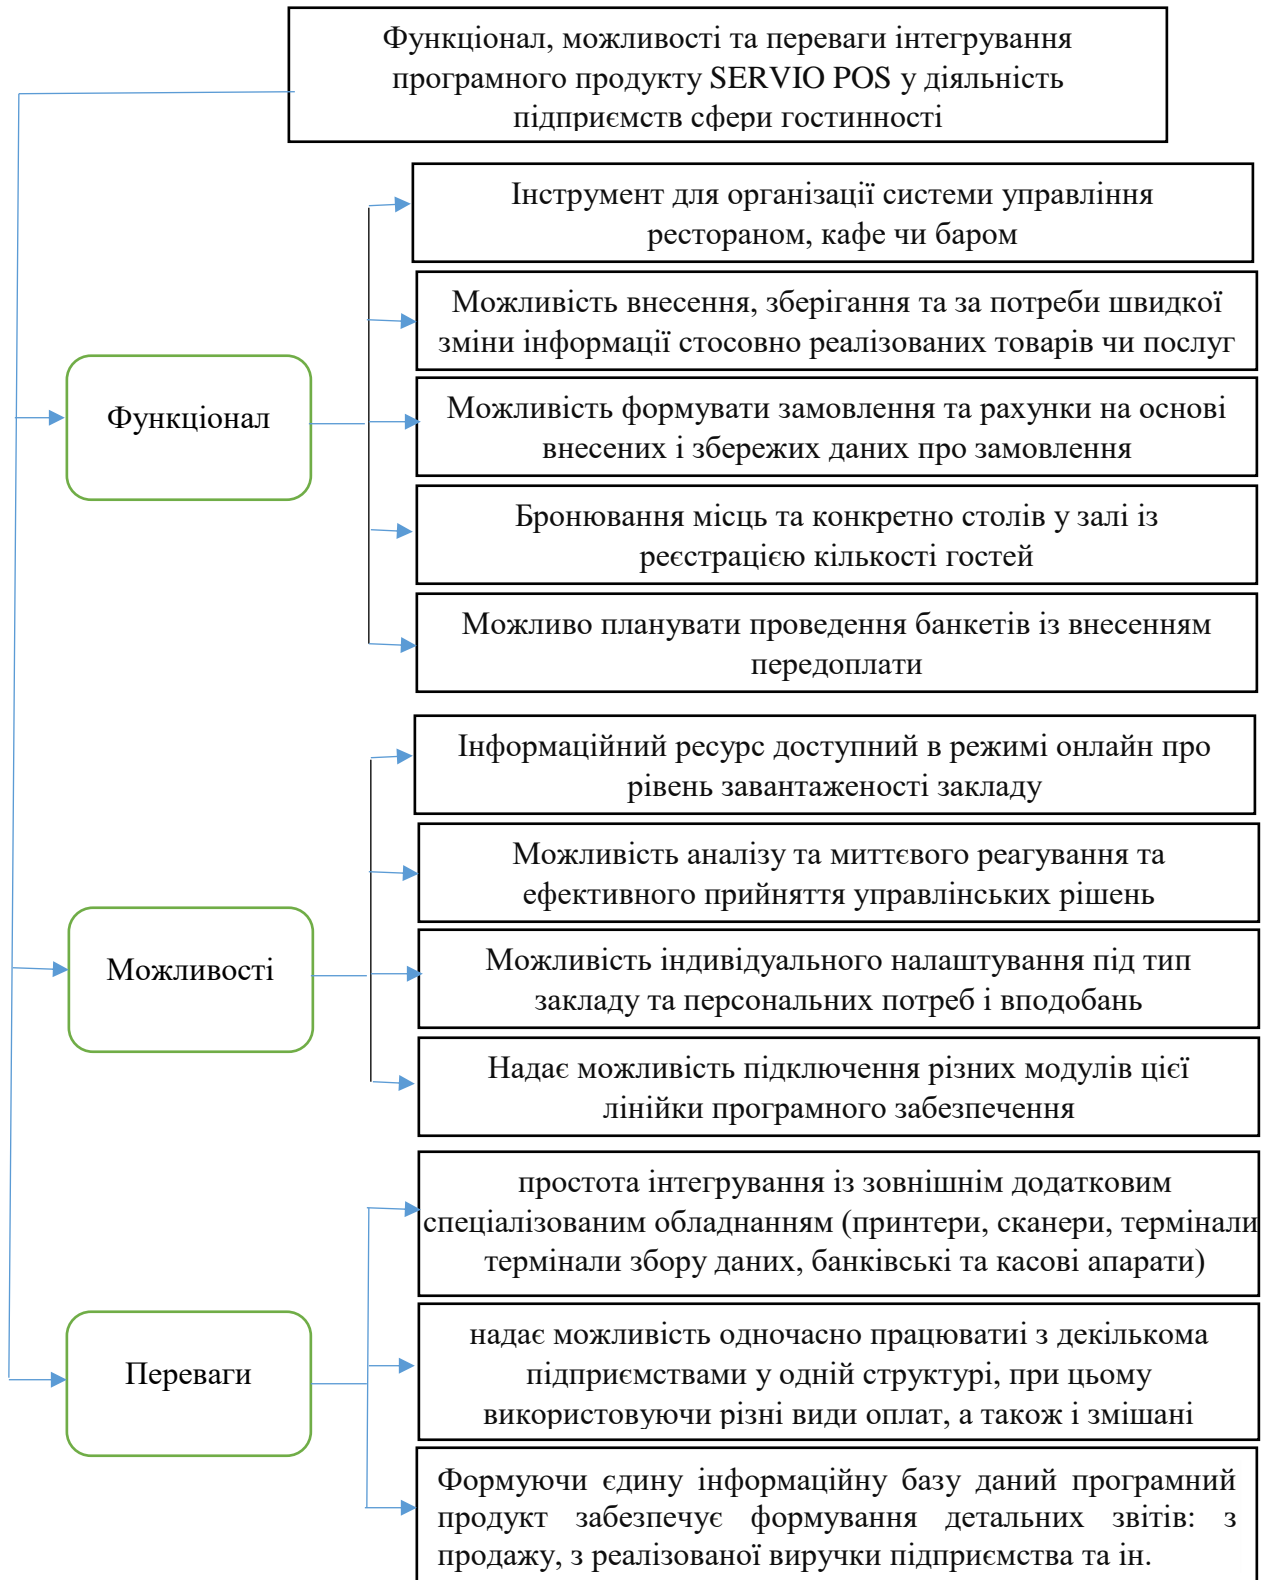 Функціонал, можливості та переваги інтегрування
програмного продукту SERVIO POS у діяльність
підприємств сфери гостинності
Функціонал
Інструмент для організації системи управління
рестораном, кафе чи баром
Можливість внесення, зберігання та за потреби швидкої
зміни інформації стосовно реалізованих товарів чи послуг
Можливість формувати замовлення та рахунки на основі
внесених і збережих даних про замовлення
Бронювання місць та конкретно столів у залі із
реєстрацією кількості гостей
Можливо планувати проведення банкетів із внесенням
передоплати
Можливості
Інформаційний ресурс доступний в режимі онлайн про
рівень завантаженості закладу
Можливість аналізу та миттєвого реагування та
ефективного прийняття управлінських рішень
Можливість індивідуального налаштування під тип
закладу та персональних потреб і вподобань
Надає можливість підключення різних модулів цієї
лінійки програмного забезпечення
Переваги
простота інтегрування із зовнішнім додатковим
спеціалізованим обладнанням (принтери, сканери, термінали
термінали збору даних, банківські та касові апарати)
надає можливість одночасно працюватиі з декількома
підприємствами у одній структурі, при цьому
використовуючи різні види оплат, а також і змішані
Формуючи єдину інформаційну базу даний програмний
продукт забезпечує формування детальних звітів: з
продажу, з реалізованої виручки підприємства та ін.